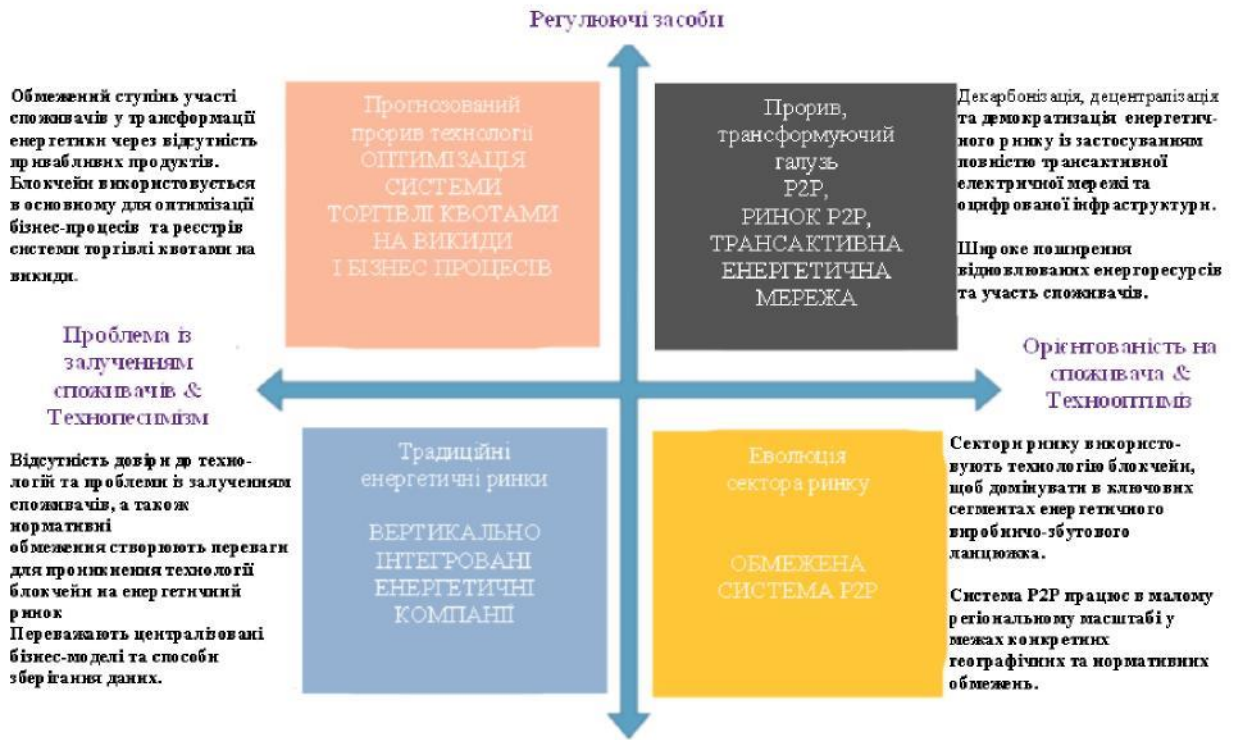 Регулюючі засоби
Обмежений ступінь участі
споживачів у трансформації
енергетики через відсутність
привабливих продуктів.
Блокчейн використовується
в основному для оптимізації
бізнес-процесів та реєстрів
системи торгівлі квотами на
викиди.
Прогнозований
прорив технології
ОПТИМІЗАЦІЯ
СИСТЕМИ
ТОРГІВЛІ КВОТАМИ
НА ВИКИДИ
І БІЗНЕС ПРОЦЕСІВ
Прорив,
трансформуючий
галузь
P2P,
РИНОК P2P,
ТРАНСАКТИВНА
ЕНЕРГЕТИЧНА
МЕРЕЖА
Декарбонізація, децентралізація
та демократизація енергетич-
ного ринку із застосуванням
повністю трансактивної
електричної мережі та
оцифрованої інфраструктури.
Широке поширення
відновлюваних енергоресурсів
та участь споживачів.
Проблема із
залученням
споживачів &
Технопесимізм
Орієнтованість на
споживача &
Технооптиміз
Відсутність довіри до техно-
логій та проблеми із залученням
споживачів, а також
нормативні
обмеження створюють переваги
для проникнення технології
блокчейн на енергетичний
ринок
Переважають централізовані
бізнес-моделі та способи
зберігання даних.
Традиційні
енергетичні ринки
ВЕРТИКАЛЬНО
ІНТЕГРОВАНІ
ЕНЕРГЕТИЧНІ
КОМПАНІЇ
Еволюція
сектора ринку
ОБМЕЖЕНА
СИСТЕМА P2P
Сектори ринку використо-
вують технологію блокчейн,
щоб домінувати в ключових
сегментах енергетичного
виробничо-збутового
ланцюжка.
Система P2P працює в малому
регіональному масштабі у
межах конкретних
географічних та нормативних
обмежень.